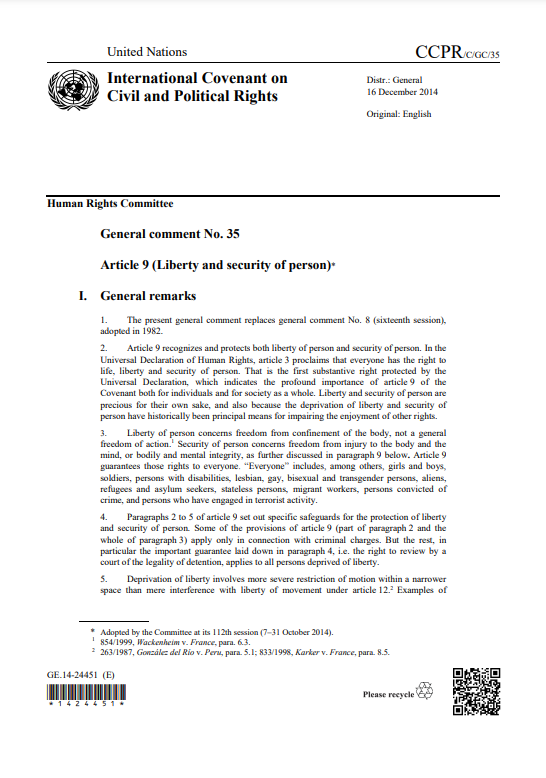 United Nations
CCPR/C/GC/35
International Covenant on
Civil and Political Rights
Distr.: General
16 December 2014
Original: English
Human Rights Committee
General comment No. 35
Article 9 (Liberty and security of person)*
I. General remarks
1. The present general comment replaces general comment No. 8 (sixteenth session),
adopted in 1982.
2. Article 9 recognizes and protects both liberty of person and security of person. In the
Universal Declaration of Human Rights, article 3 proclaims that everyone has the right to
life, liberty and security of person. That is the first substantive right protected by the
Universal Declaration, which indicates the profound importance of article 9 of the
Covenant both for individuals and for society as a whole. Liberty and security of person are
precious for their own sake, and also because the deprivation of liberty and security of
person have historically been principal means for impairing the enjoyment of other rights.
3. Liberty of person concerns freedom from confinement of the body, not a general
freedom of action.1 Security of person concerns freedom from injury to the body and the
mind, or bodily and mental integrity, as further discussed in paragraph 9 below. Article 9
guarantees those rights to everyone. “Everyone” includes, among others, girls and boys,
soldiers, persons with disabilities, lesbian, gay, bisexual and transgender persons, aliens,
refugees and asylum seekers, stateless persons, migrant workers, persons convicted of
crime, and persons who have engaged in terrorist activity.
4. Paragraphs 2 to 5 of article 9 set out specific safeguards for the protection of liberty
and security of person. Some of the provisions of article 9 (part of paragraph 2 and the
whole of paragraph 3) apply only in connection with criminal charges. But the rest, in
particular the important guarantee laid down in paragraph 4, i.e. the right to review by a
court of the legality of detention, applies to all persons deprived of liberty.
5. Deprivation of liberty involves more severe restriction of motion within a narrower
space than mere interference with liberty of movement under article 12.2 Examples of
* Adopted by the Committee at its 112th session (7–31 October 2014).
1 854/1999, Wackenheim v. France, para. 6.3.
2 263/1987, González del Río v. Peru, para. 5.1; 833/1998, Karker v. France, para. 8.5.
GE.14-24451 (E)
*1424451*
Please recycle